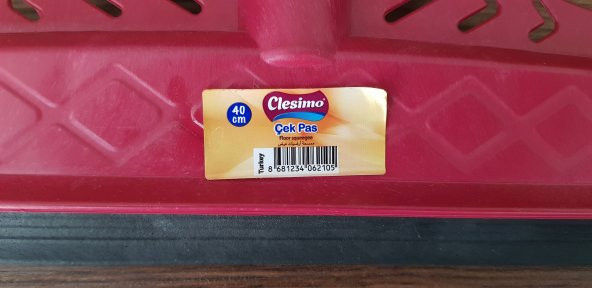 Clesimo
40
cm
Çek Pas
Floor squeegee
Turkey
8 681234 062105